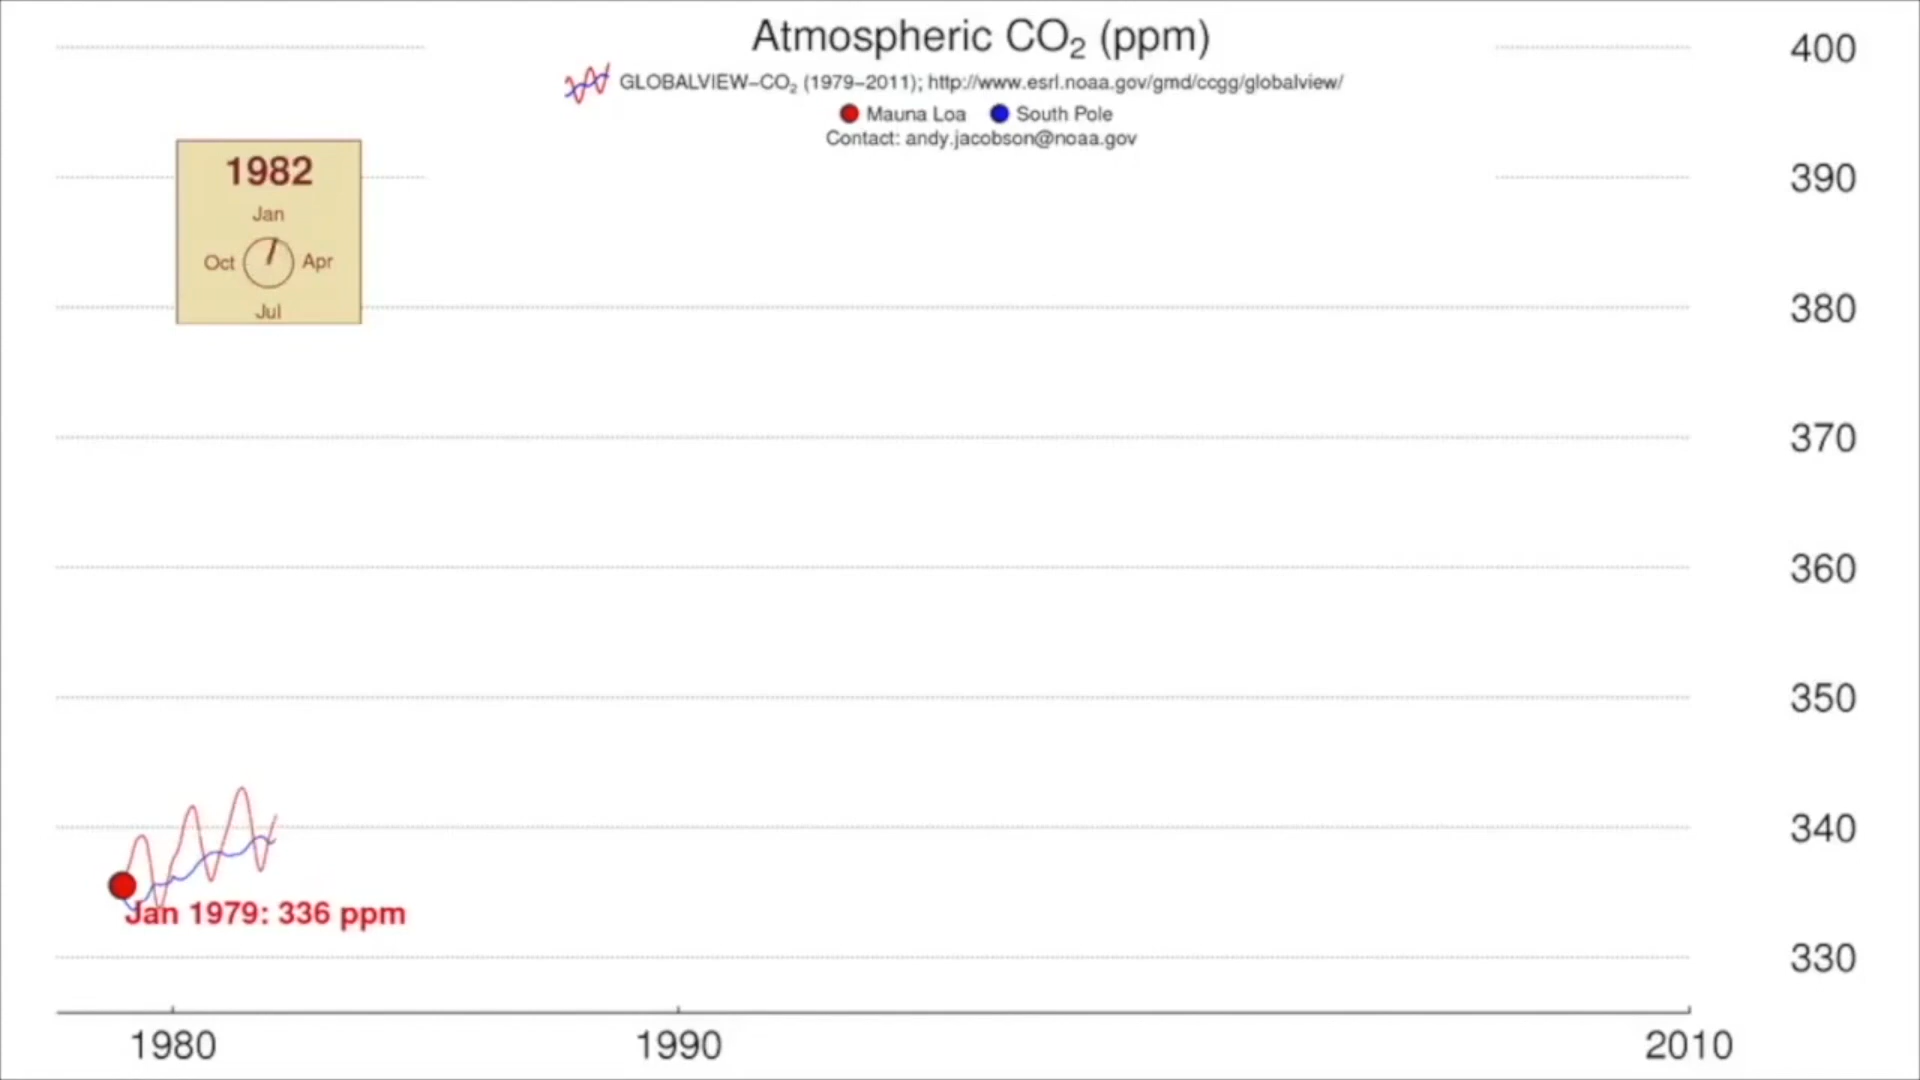 Atmospheric CO₂ (ppm)
GLOBALVIEW–CO₂ (1979–2011); http://www.esrl.noaa.gov/gmd/ccgg/globalview/
Mauna Loa South Pole
Contact: andy.jacobson@noaa.gov
1982
Jan
Oct Apr
Jul
400
390
380
370
360
350
340
330
Jan 1979: 336 ppm
1980 1990 2010